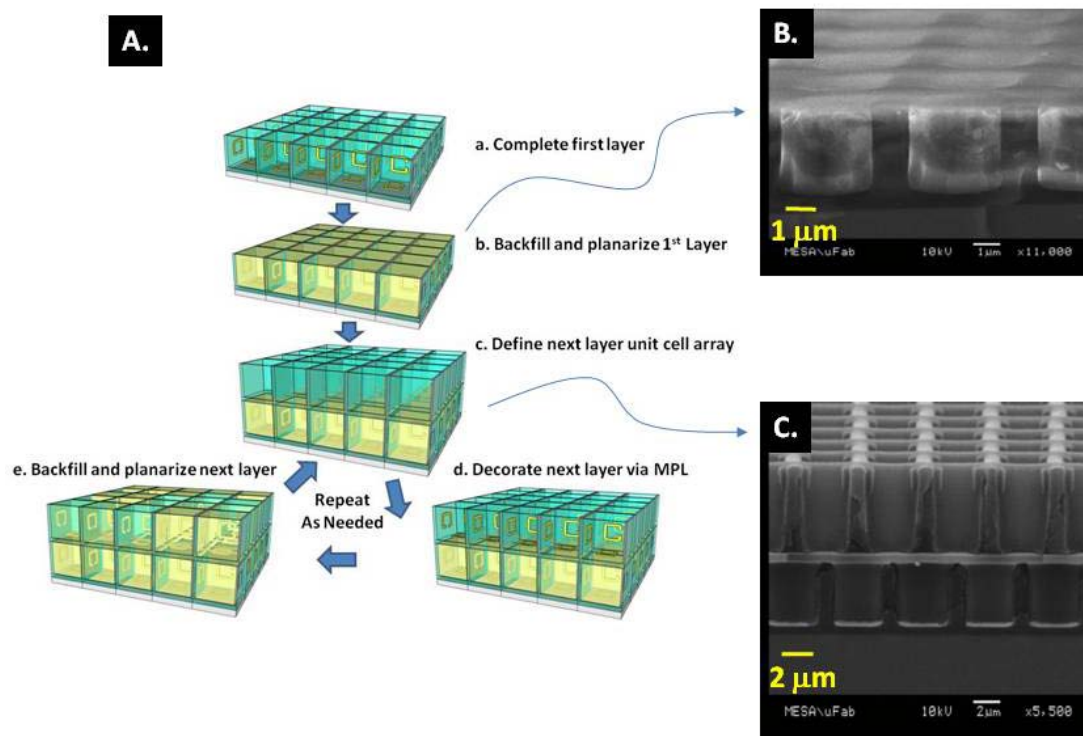 A.
a. Complete first layer
b. Backfill and planarize 1st Layer
c. Define next layer unit cell array
e. Backfill and planarize next layer
d. Decorate next layer via MPL
Repeat
As Needed
B.
1 μm
MESA\uFab 10kV 1μm x11,000
C.
2 μm
MESA\uFab 10kV 2μm x5,500